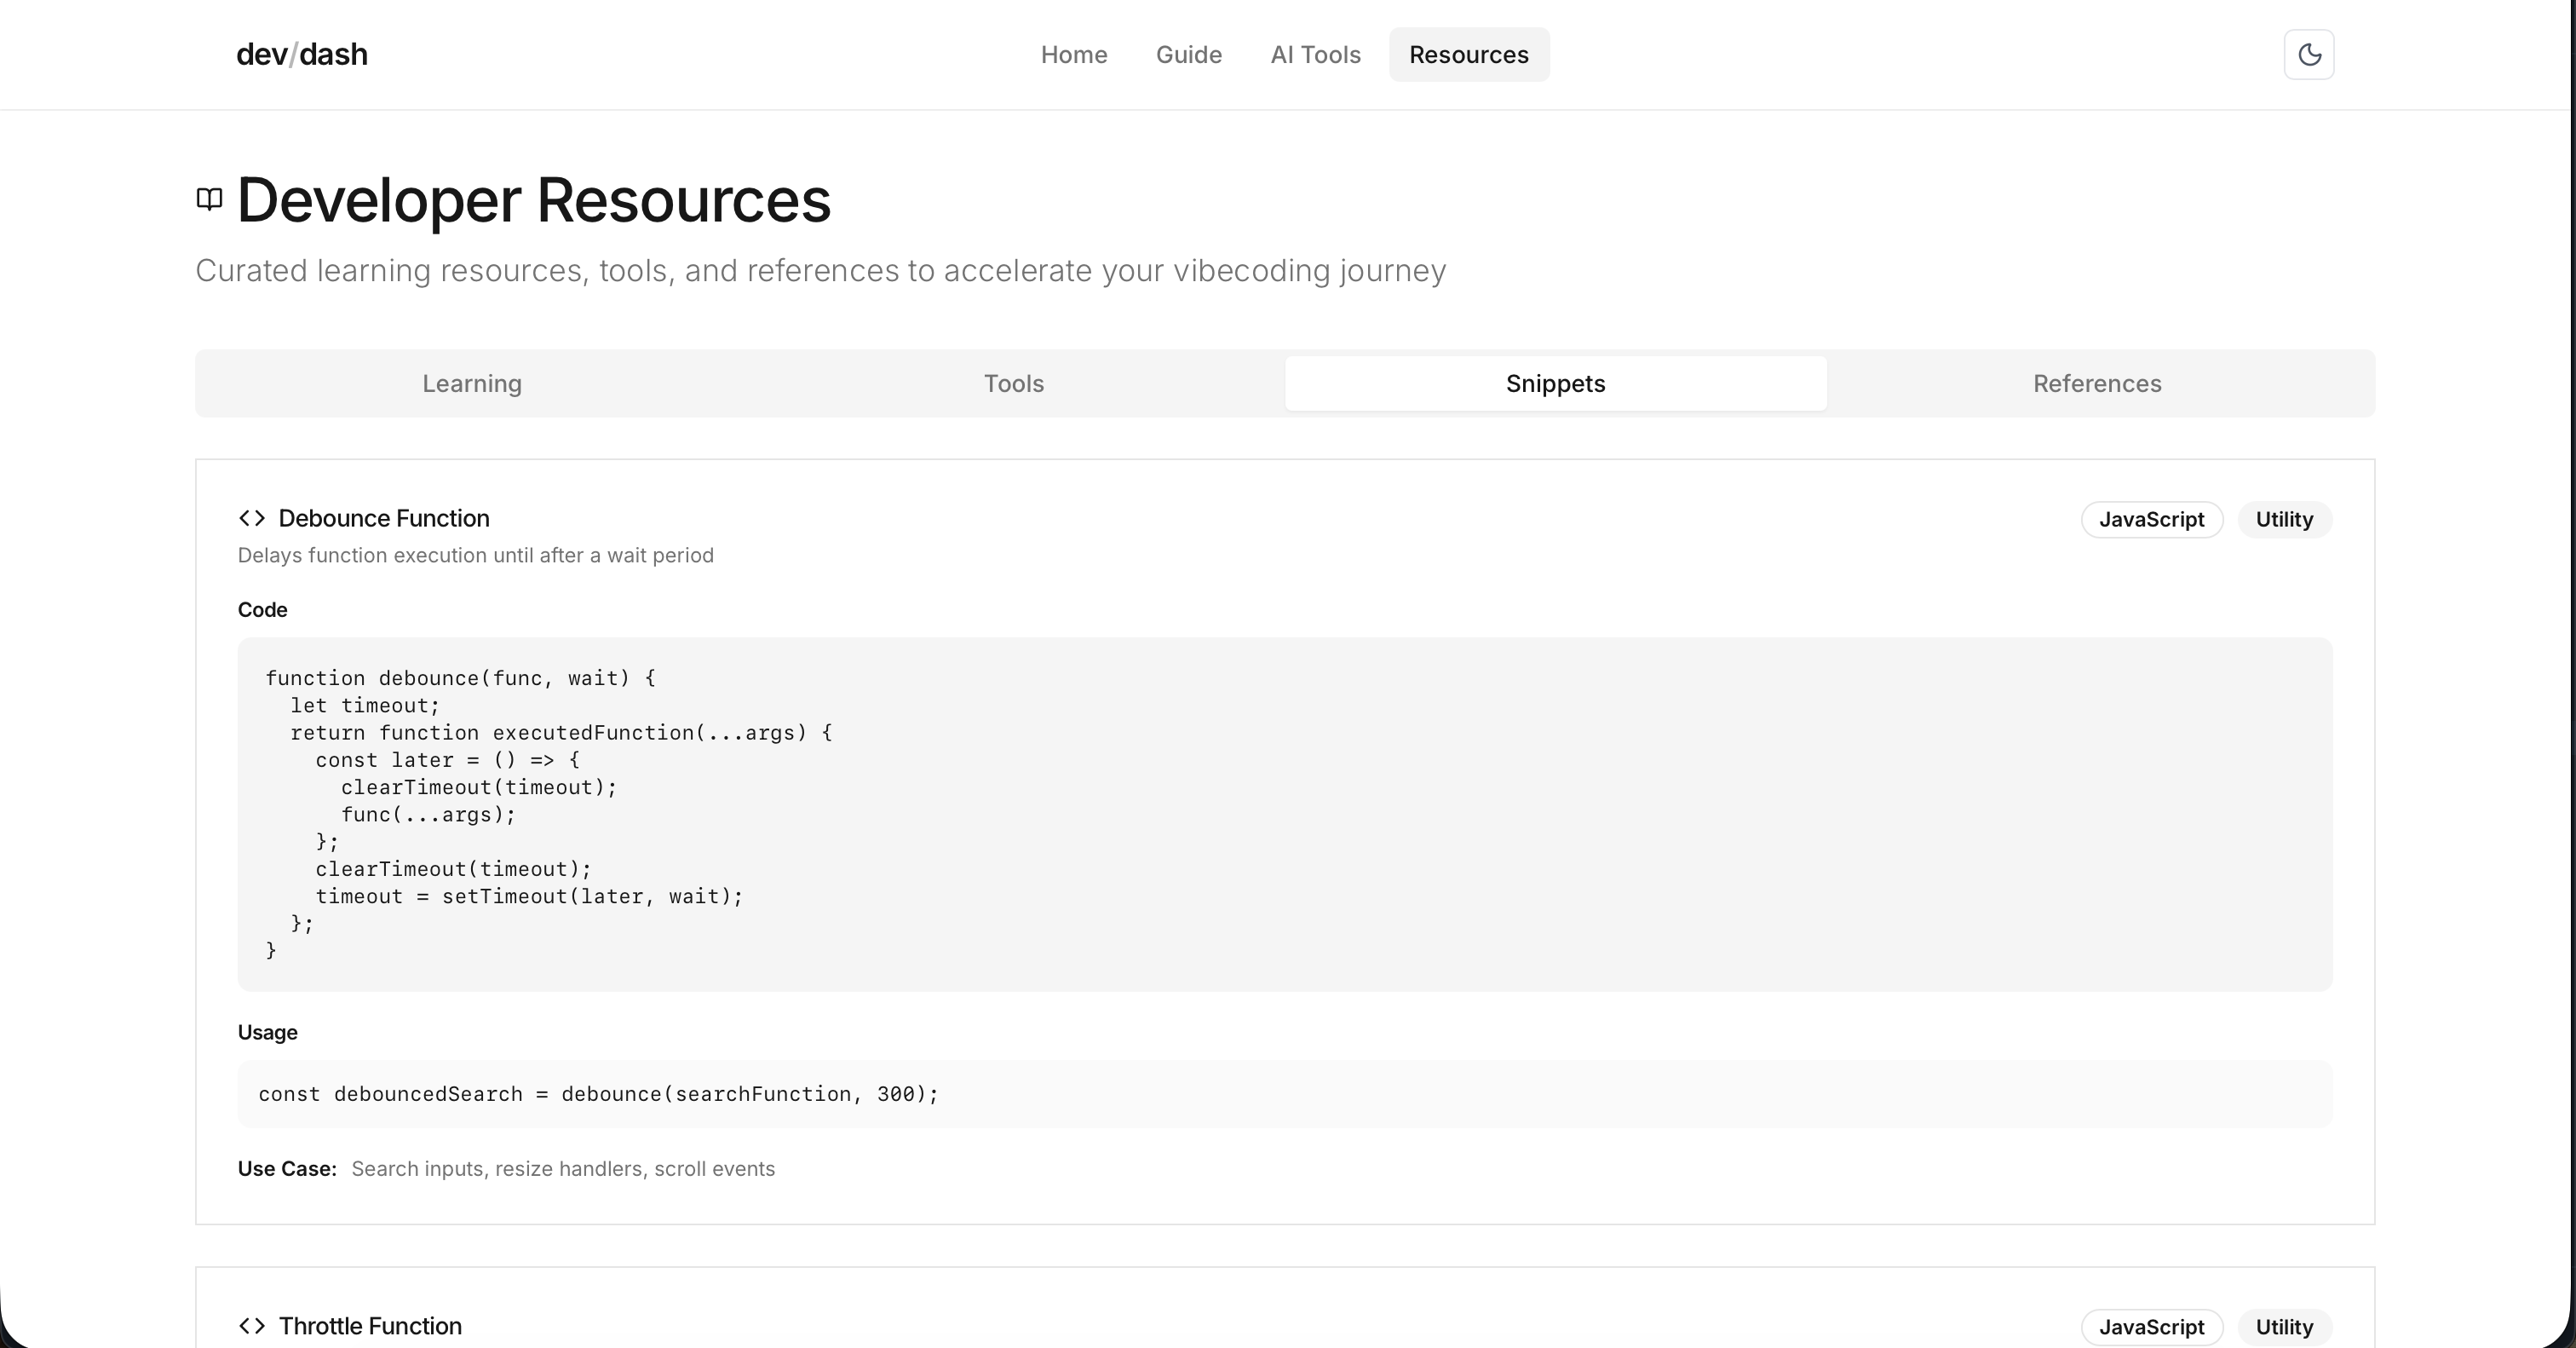 dev/dash
Home Guide AI Tools Resources
Developer Resources
Curated learning resources, tools, and references to accelerate your vibecoding journey
Learning Tools Snippets References
<> Debounce Function JavaScript Utility
Delays function execution until after a wait period
Code
function debounce(func, wait) {
  let timeout;
  return function executedFunction(...args) {
    const later = () => {
      clearTimeout(timeout);
      func(...args);
    };
    clearTimeout(timeout);
    timeout = setTimeout(later, wait);
  };
}
Usage
const debouncedSearch = debounce(searchFunction, 300);
Use Case: Search inputs, resize handlers, scroll events
<> Throttle Function JavaScript Utility